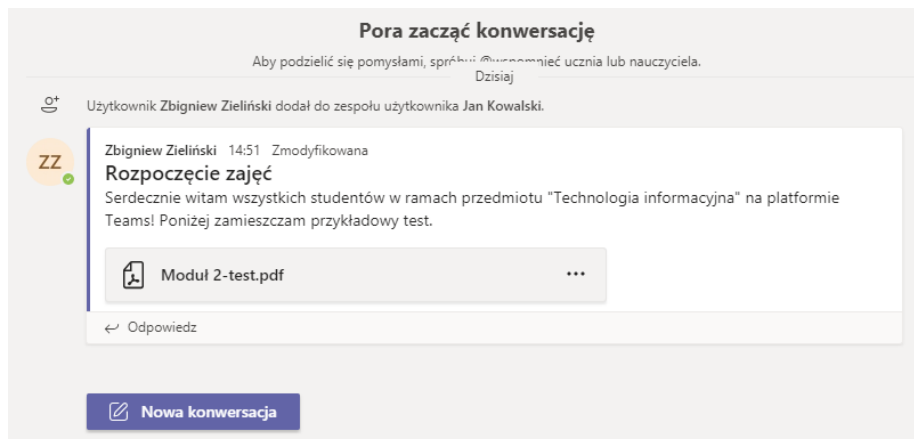 Pora zacząć konwersację
Aby podzielić się pomysłami, spróbuj @wspomnieć ucznia lub nauczyciela.
Dzisiaj
Użytkownik Zbigniew Zieliński dodał do zespołu użytkownika Jan Kowalski.
ZZ
Zbigniew Zieliński 14:51 Zmodyfikowana
Rozpoczęcie zajęć
Serdecznie witam wszystkich studentów w ramach przedmiotu "Technologia informacyjna" na platformie
Teams! Poniżej zamieszczam przykładowy test.
Moduł 2-test.pdf
Odpowiedz
Nowa konwersacja